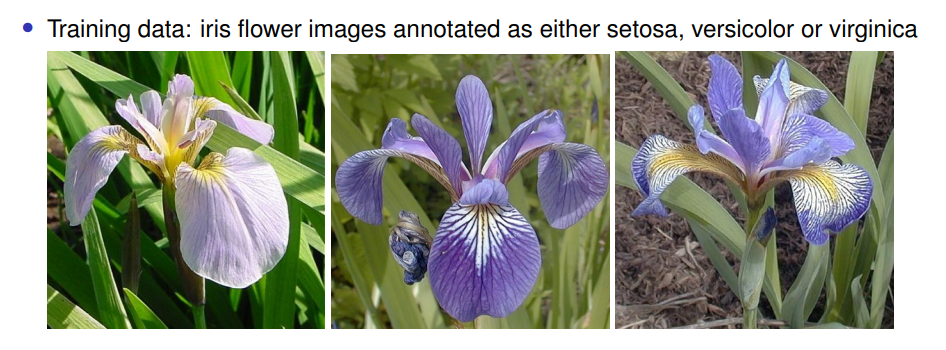 • Training data: iris flower images annotated as either setosa, versicolor or virginica